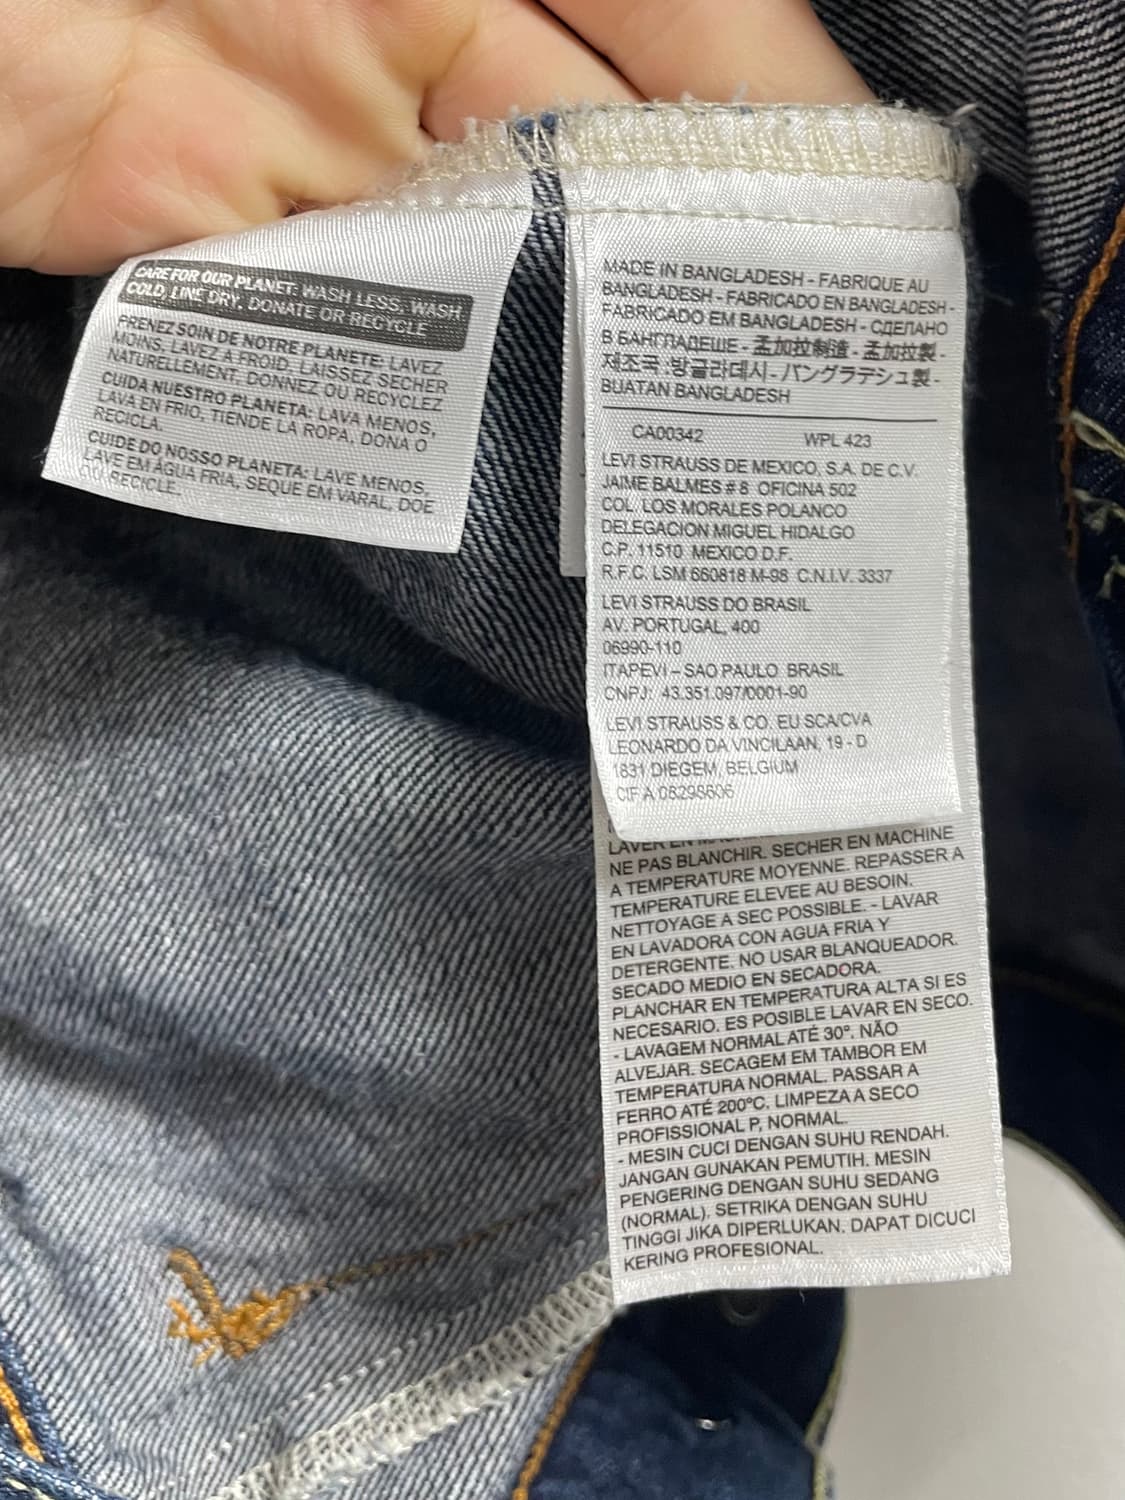 CARE FOR OUR PLANET: WASH LESS, WASH
COLD, LINE DRY, DONATE OR RECYCLE
PRENEZ SOIN DE NOTRE PLANETE: LAVEZ
MOINS, LAVEZ A FROID, LAISSEZ SECHER
NATURELLEMENT, DONNEZ OU RECYCLEZ
CUIDA NUESTRO PLANETA: LAVA MENOS,
LAVA EN FRIO, TIENDE LA ROPA, DONA O
RECICLA.
CUIDE DO NOSSO PLANETA: LAVE MENOS,
LAVE EM ÁGUA FRIA, SEQUE EM VARAL, DOE
OU RECICLE.
MADE IN BANGLADESH - FABRIQUE AU
BANGLADESH - FABRICADO EN BANGLADESH -
FABRICADO EM BANGLADESH - СДЕЛАНО
В БАНГЛАДЕШЕ - 孟加拉制造 - 孟加拉製 -
제조국 :방글라데시 - バングラデシュ製 -
BUATAN BANGLADESH
CA00342 WPL 423
LEVI STRAUSS DE MEXICO, S.A. DE C.V.
JAIME BALMES # 8 OFICINA 502
COL. LOS MORALES POLANCO
DELEGACION MIGUEL HIDALGO
C.P. 11510 MEXICO D.F.
R.F.C. LSM 660818 M-98 C.N.I.V. 3337
LEVI STRAUSS DO BRASIL
AV. PORTUGAL, 400
06990-110
ITAPEVI – SAO PAULO BRASIL
CNPJ: 43.351.097/0001-90
LEVI STRAUSS & CO. EU SCA/CVA
LEONARDO DA VINCILAAN, 19 - D
1831 DIEGEM, BELGIUM
CIF A 08298606
LAVER EN
NE PAS BLANCHIR. SECHER EN MACHINE
A TEMPERATURE MOYENNE. REPASSER A
TEMPERATURE ELEVEE AU BESOIN.
NETTOYAGE A SEC POSSIBLE. - LAVAR
EN LAVADORA CON AGUA FRIA Y
DETERGENTE. NO USAR BLANQUEADOR.
SECADO MEDIO EN SECADORA.
PLANCHAR EN TEMPERATURA ALTA SI ES
NECESARIO. ES POSIBLE LAVAR EN SECO.
- LAVAGEM NORMAL ATÉ 30°. NÃO
ALVEJAR. SECAGEM EM TAMBOR EM
TEMPERATURA NORMAL. PASSAR A
FERRO ATÉ 200°C. LIMPEZA A SECO
PROFISSIONAL P, NORMAL.
- MESIN CUCI DENGAN SUHU RENDAH.
JANGAN GUNAKAN PEMUTIH. MESIN
PENGERING DENGAN SUHU SEDANG
(NORMAL). SETRIKA DENGAN SUHU
TINGGI JIKA DIPERLUKAN. DAPAT DICUCI
KERING PROFESIONAL.